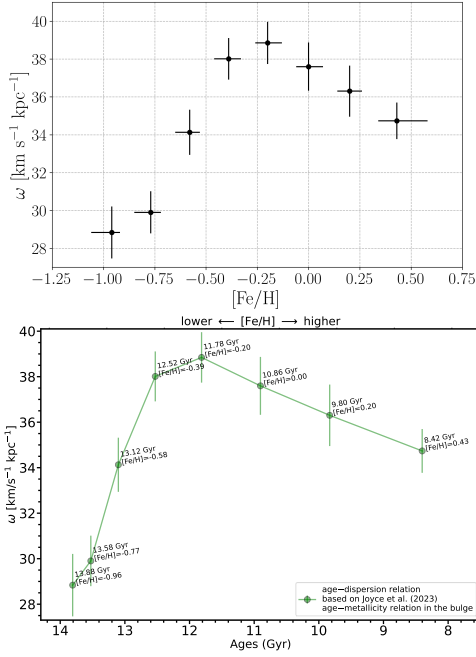 40
38
36
34
32
30
28
ω [km s⁻¹ kpc⁻¹]
−1.25 −1.00 −0.75 −0.50 −0.25 0.00 0.25 0.50 0.75
[Fe/H]
lower ⟵ [Fe/H] ⟶ higher
40
38
36
34
32
30
28
ω [km/s⁻¹ kpc⁻¹]
11.78 Gyr
[Fe/H]=-0.20
12.52 Gyr
[Fe/H]=-0.39
10.86 Gyr
[Fe/H]=0.00
9.80 Gyr
[Fe/H]=0.20
8.42 Gyr
[Fe/H]=0.43
13.12 Gyr
[Fe/H]=-0.58
13.58 Gyr
[Fe/H]=-0.77
13.88 Gyr
[Fe/H]=-0.96
age−dispersion relation
based on Joyce et al. (2023)
age−metallicity relation in the bulge
14 13 12 11 10 9 8
Ages (Gyr)